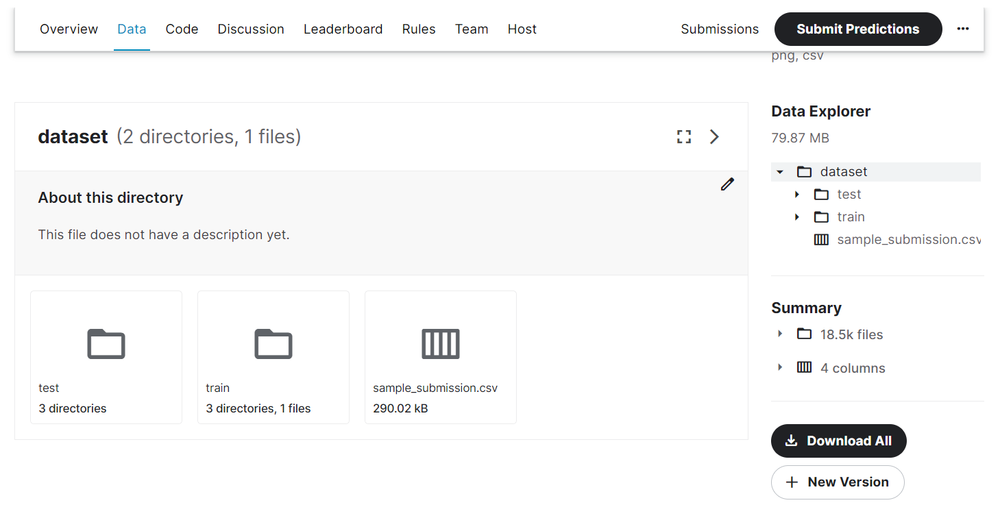 Overview Data Code Discussion Leaderboard Rules Team Host Submissions Submit Predictions
png, csv
dataset (2 directories, 1 files)
About this directory
This file does not have a description yet.
test
3 directories
train
3 directories, 1 files
sample_submission.csv
290.02 kB
Data Explorer
79.87 MB
dataset
test
train
sample_submission.csv
Summary
18.5k files
4 columns
Download All
New Version